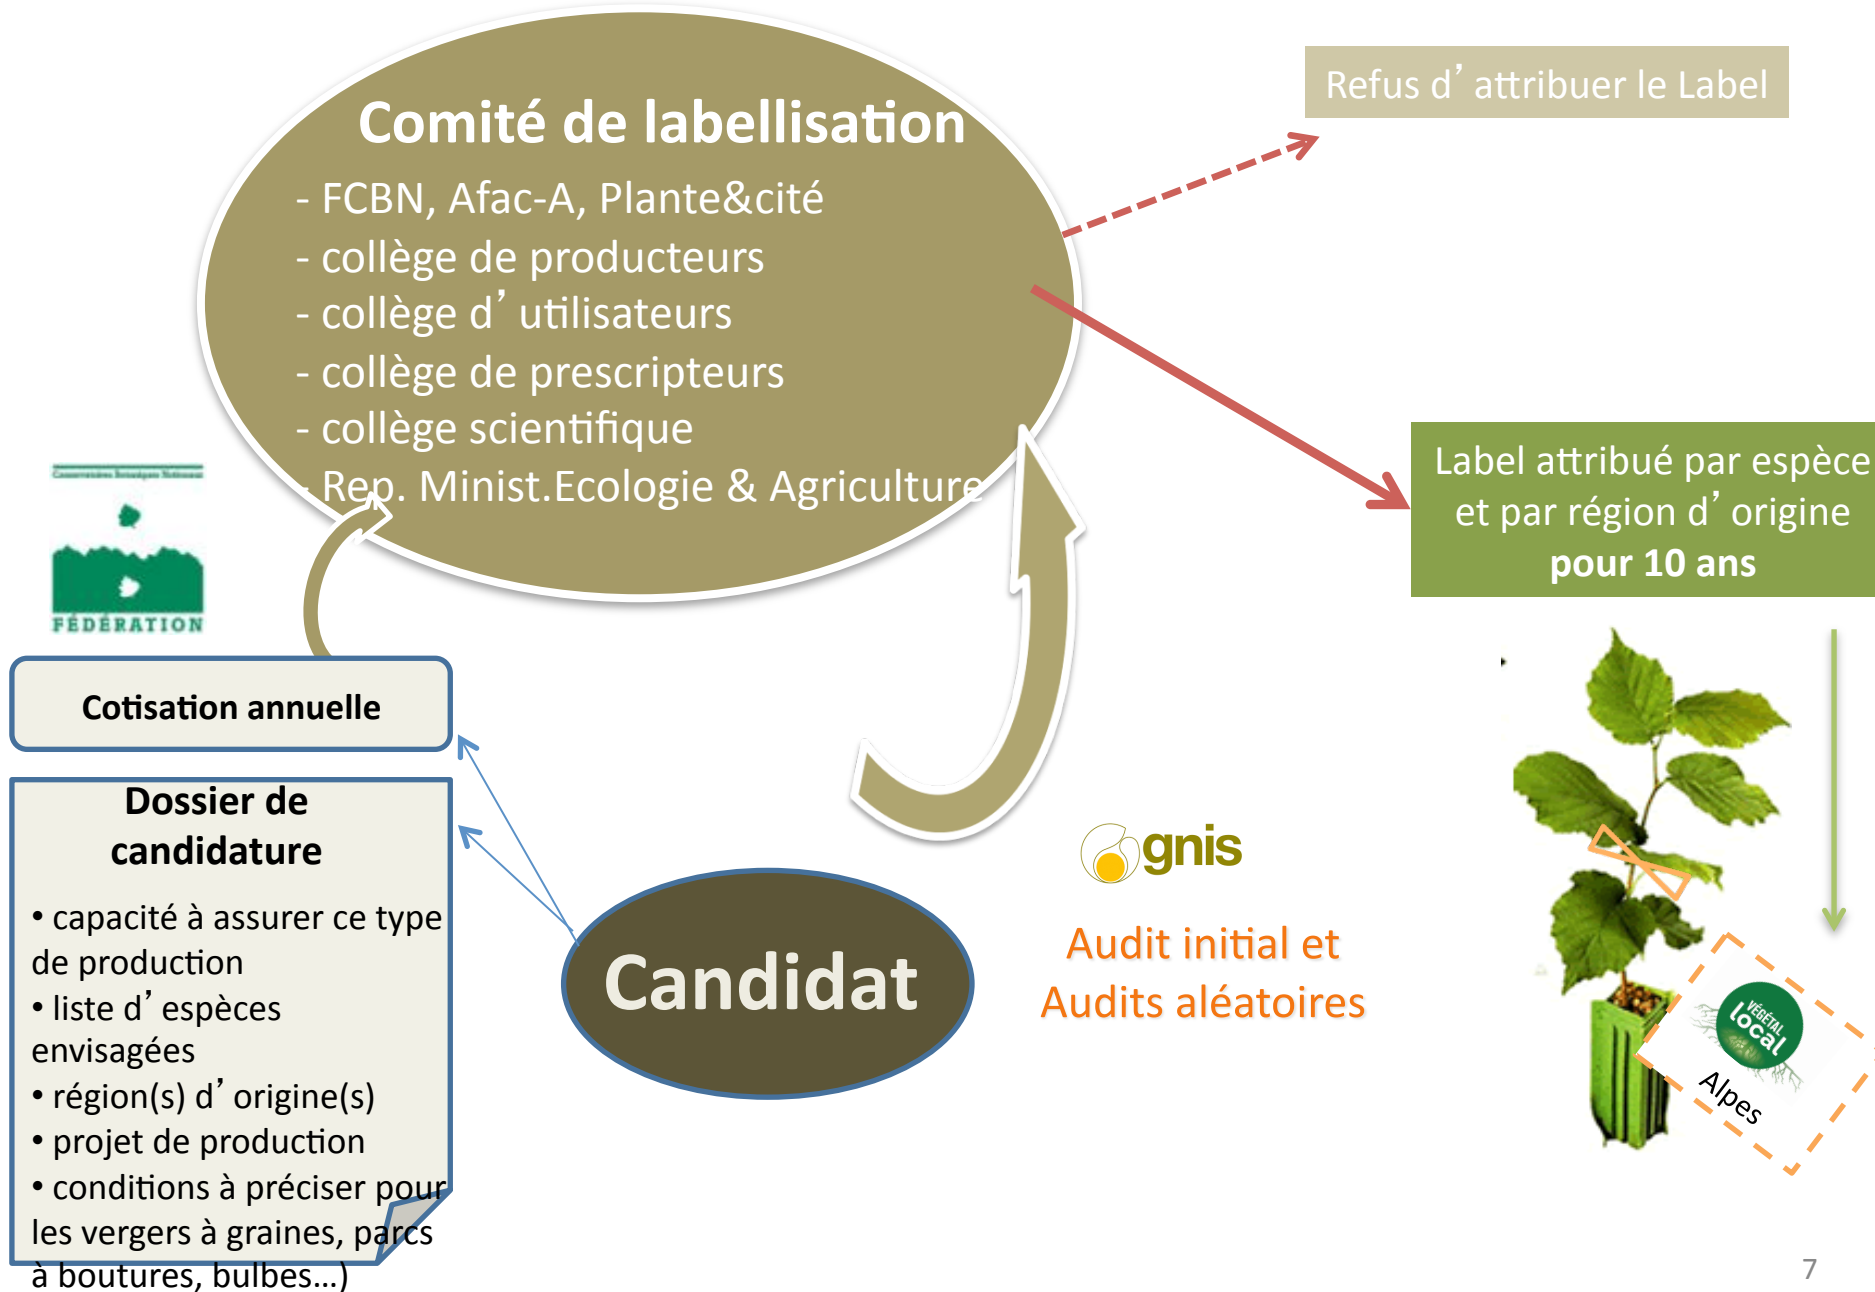 Comité de labellisation
- FCBN, Afac-A, Plante&cité
- collège de producteurs
- collège d’ utilisateurs
- collège de prescripteurs
- collège scientifique
- Rep. Minist.Ecologie & Agriculture
Refus d’ attribuer le Label
Label attribué par espèce
et par région d’ origine
pour 10 ans
Conservatoires Botaniques Nationaux
FÉDÉRATION
Cotisation annuelle
Dossier de
candidature
• capacité à assurer ce type
de production
• liste d’ espèces
envisagées
• région(s) d’ origine(s)
• projet de production
• conditions à préciser pour
les vergers à graines, parcs
à boutures, bulbes...)
Candidat
gnis
Audit initial et
Audits aléatoires
VÉGÉTAL
local
Alpes
7